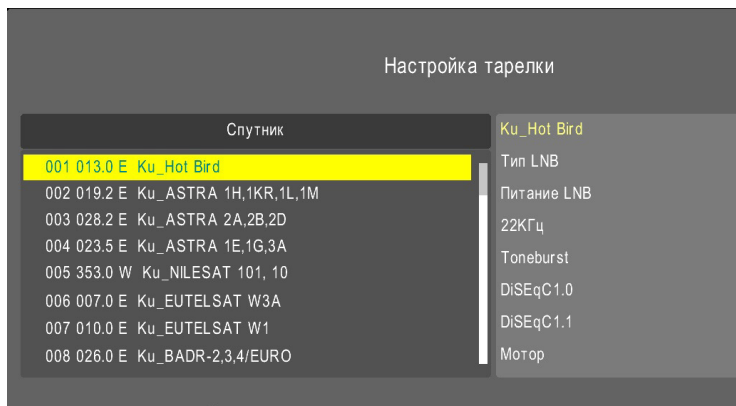 Настройка тарелки
Спутник
001 013.0 E Ku_Hot Bird
002 019.2 E Ku_ASTRA 1H,1KR,1L,1M
003 028.2 E Ku_ASTRA 2A,2B,2D
004 023.5 E Ku_ASTRA 1E,1G,3A
005 353.0 W Ku_NILESAT 101, 10
006 007.0 E Ku_EUTELSAT W3A
007 010.0 E Ku_EUTELSAT W1
008 026.0 E Ku_BADR-2,3,4/EURO
Ku_Hot Bird
Тип LNB
Питание LNB
22КГц
Toneburst
DiSEqC1.0
DiSEqC1.1
Мотор